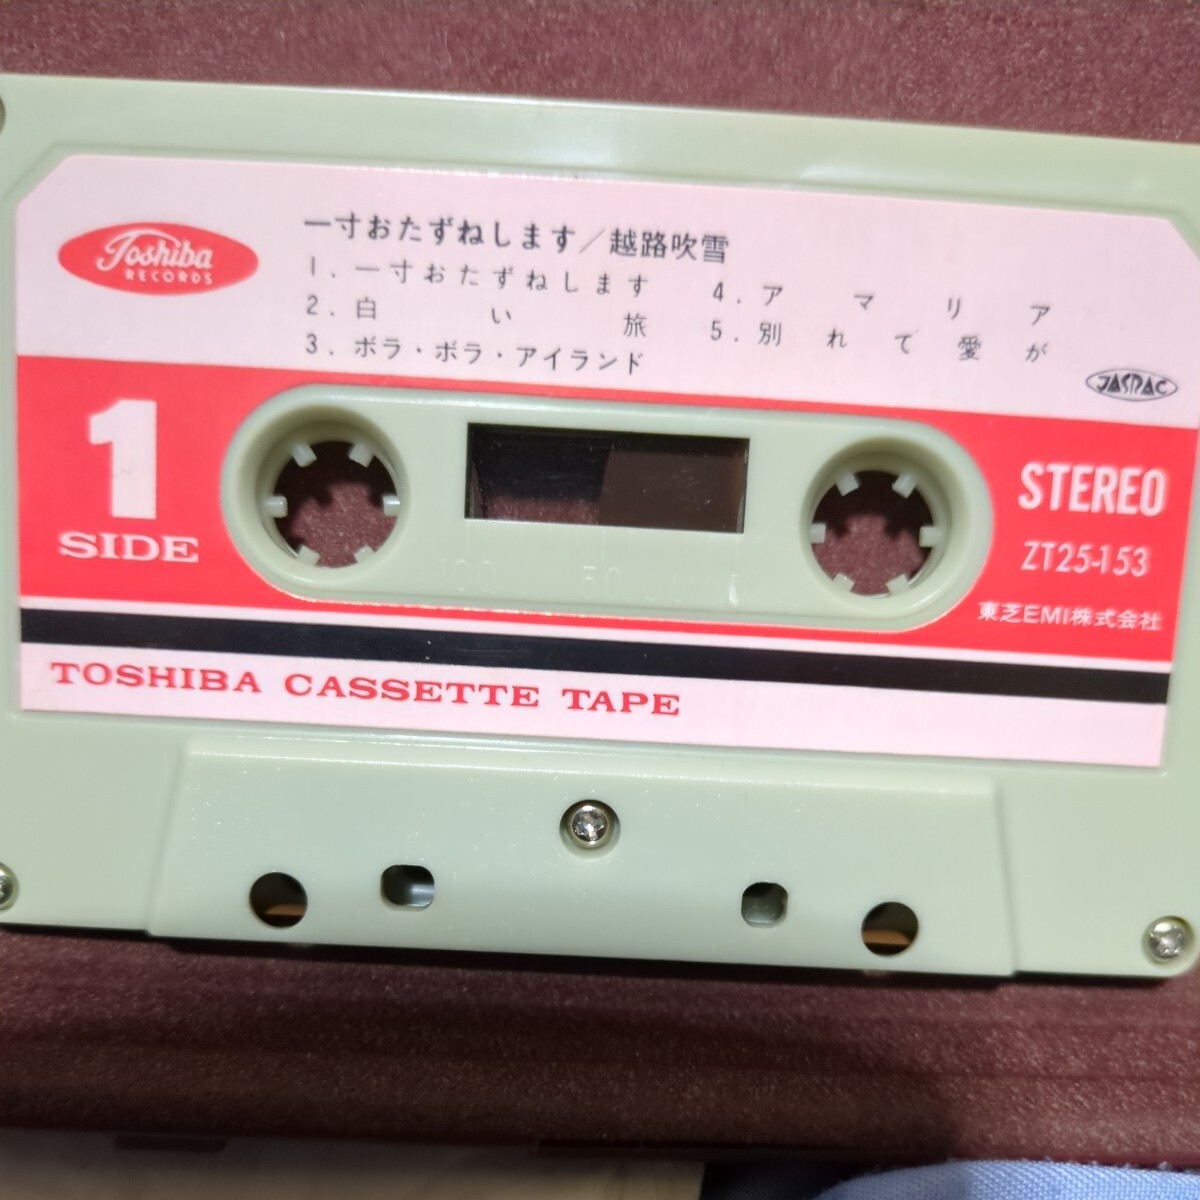 Toshiba
RECORDS
一寸おたずねします／越路吹雪
1. 一寸おたずねします
2. 白い旅
3. ボラ・ボラ・アイランド
4. アマリア
5. 別れて愛が
JASRAC
1
SIDE
STEREO
ZT25-153
東芝EMI株式会社
100 50
TOSHIBA CASSETTE TAPE